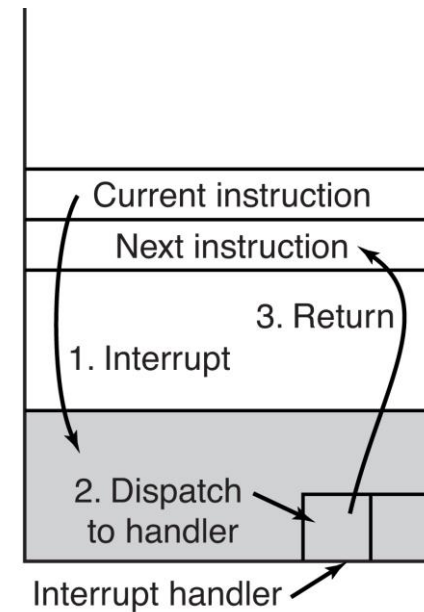 Current instruction
Next instruction
3. Return
1. Interrupt
2. Dispatch
to handler
Interrupt handler